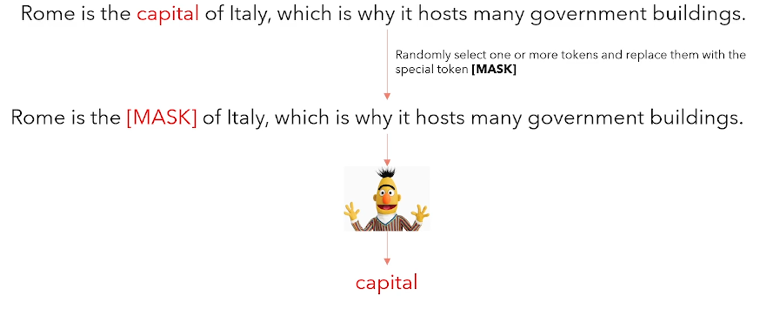 Rome is the capital of Italy, which is why it hosts many government buildings.
Randomly select one or more tokens and replace them with the
special token [MASK]
Rome is the [MASK] of Italy, which is why it hosts many government buildings.
capital